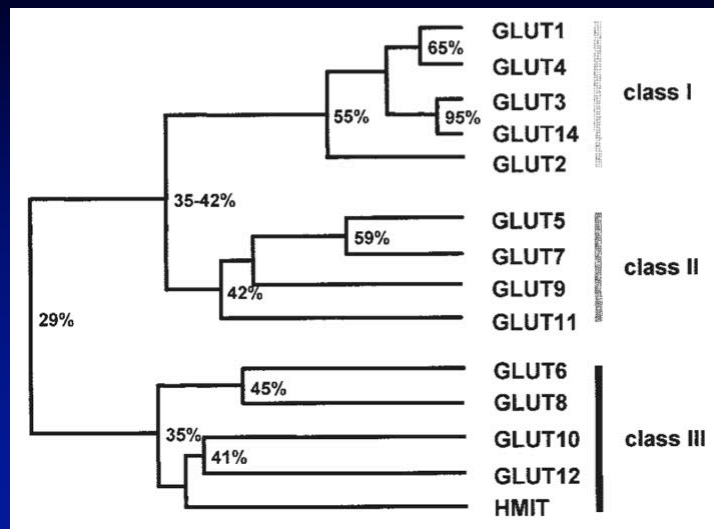 GLUT1
65%
GLUT4
GLUT3
class I
55%
95%
GLUT14
GLUT2
35-42%
GLUT5
59%
GLUT7
class II
42%
GLUT9
29%
GLUT11
GLUT6
45%
GLUT8
35%
GLUT10
class III
41%
GLUT12
HMIT